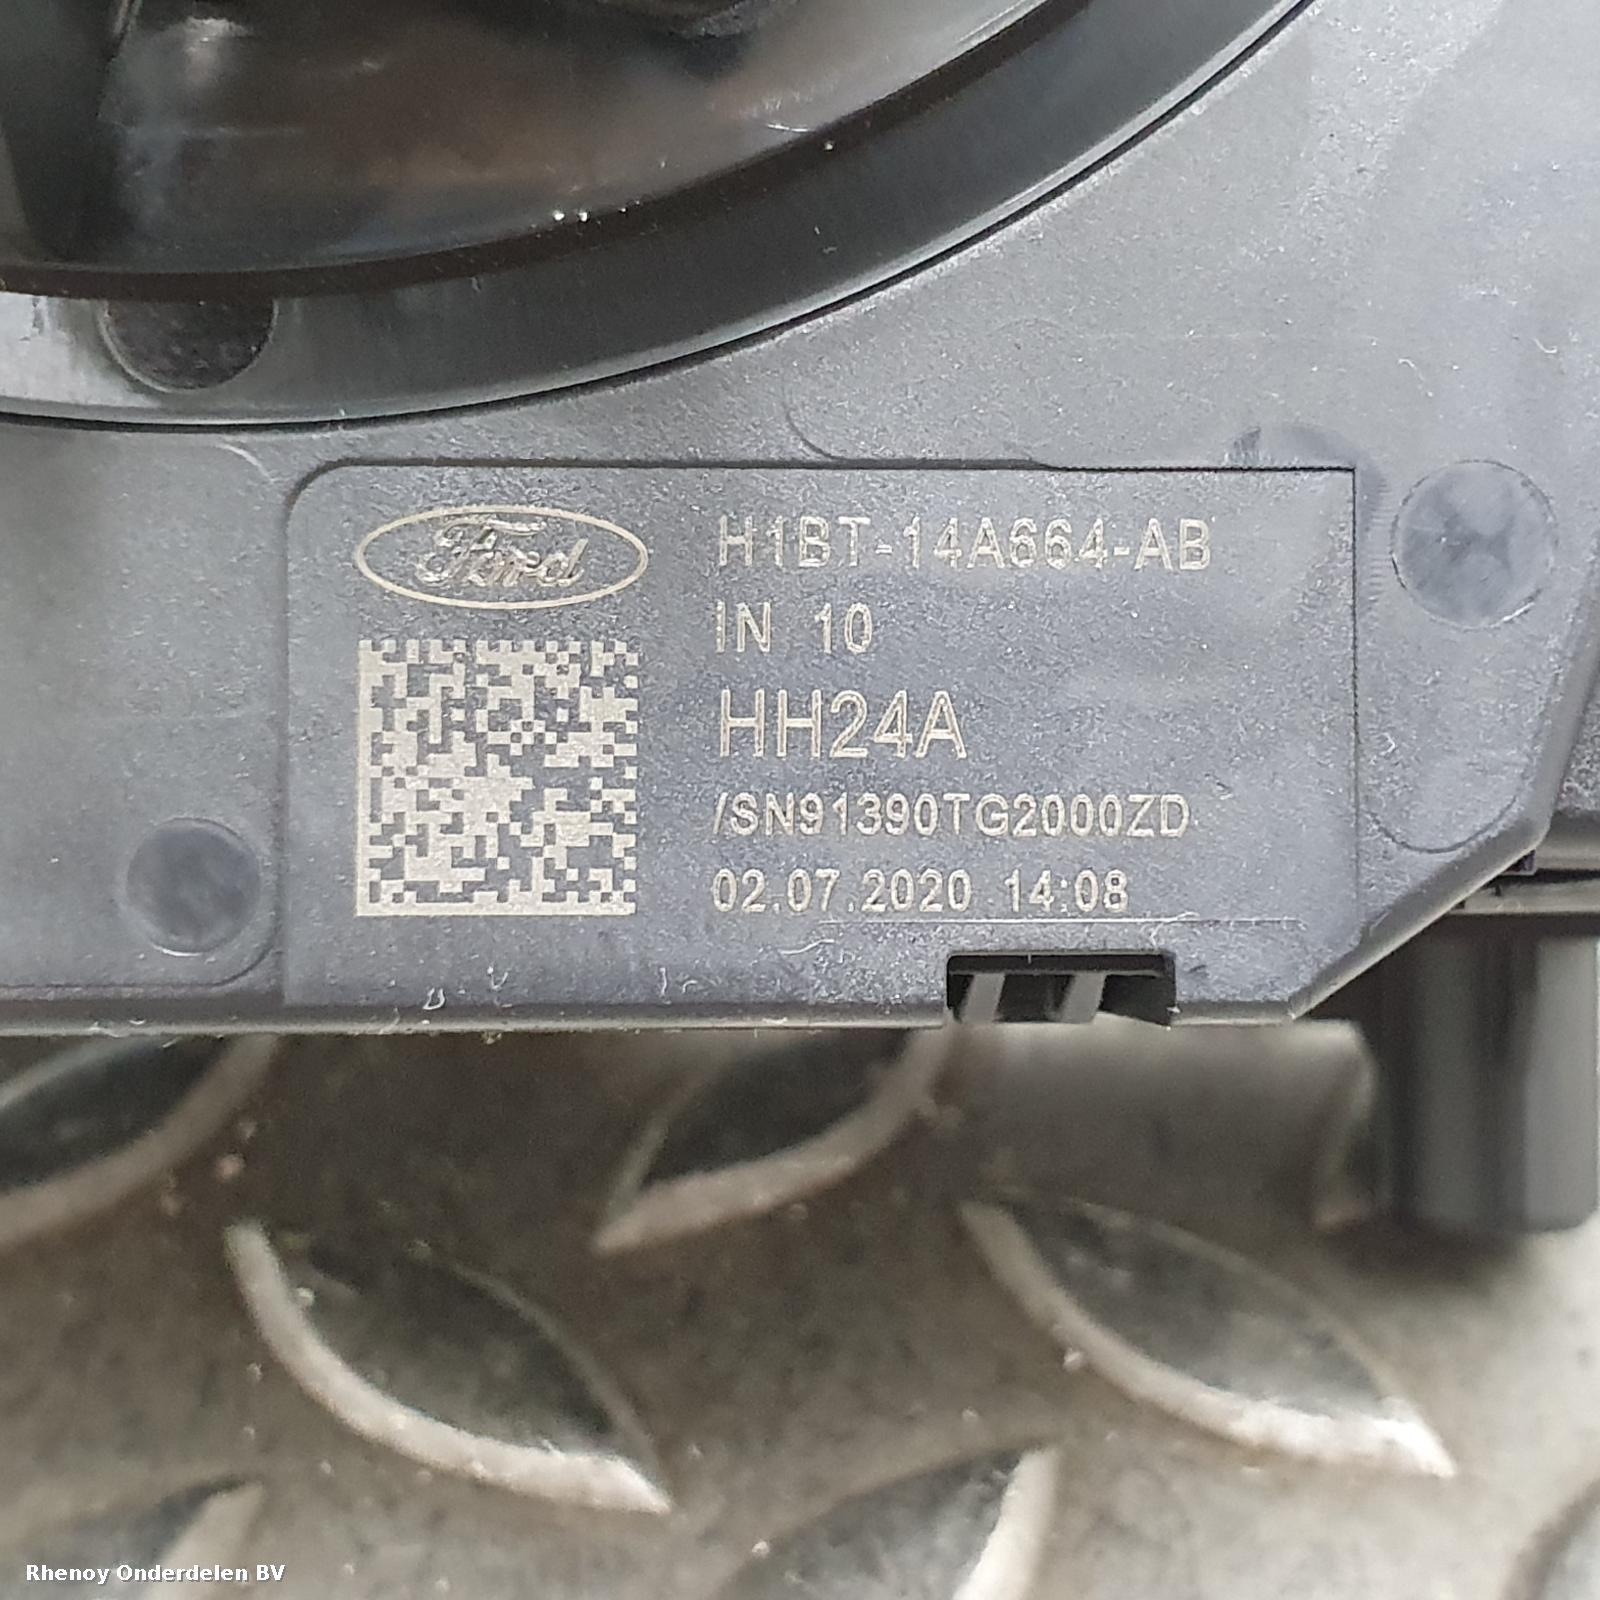 Ford
H1BT-14A664-AB
IN 10
HH24A
/SN91390TG2000ZD
02.07.2020 14:08
Rhenoy Onderdelen BV